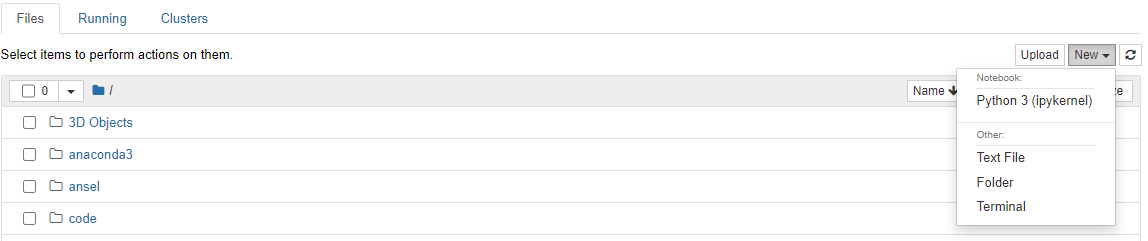 Files Running Clusters
Select items to perform actions on them.
Upload New
0 /
Name
Notebook:
Python 3 (ipykernel)
Other:
Text File
Folder
Terminal
3D Objects
anaconda3
ansel
code